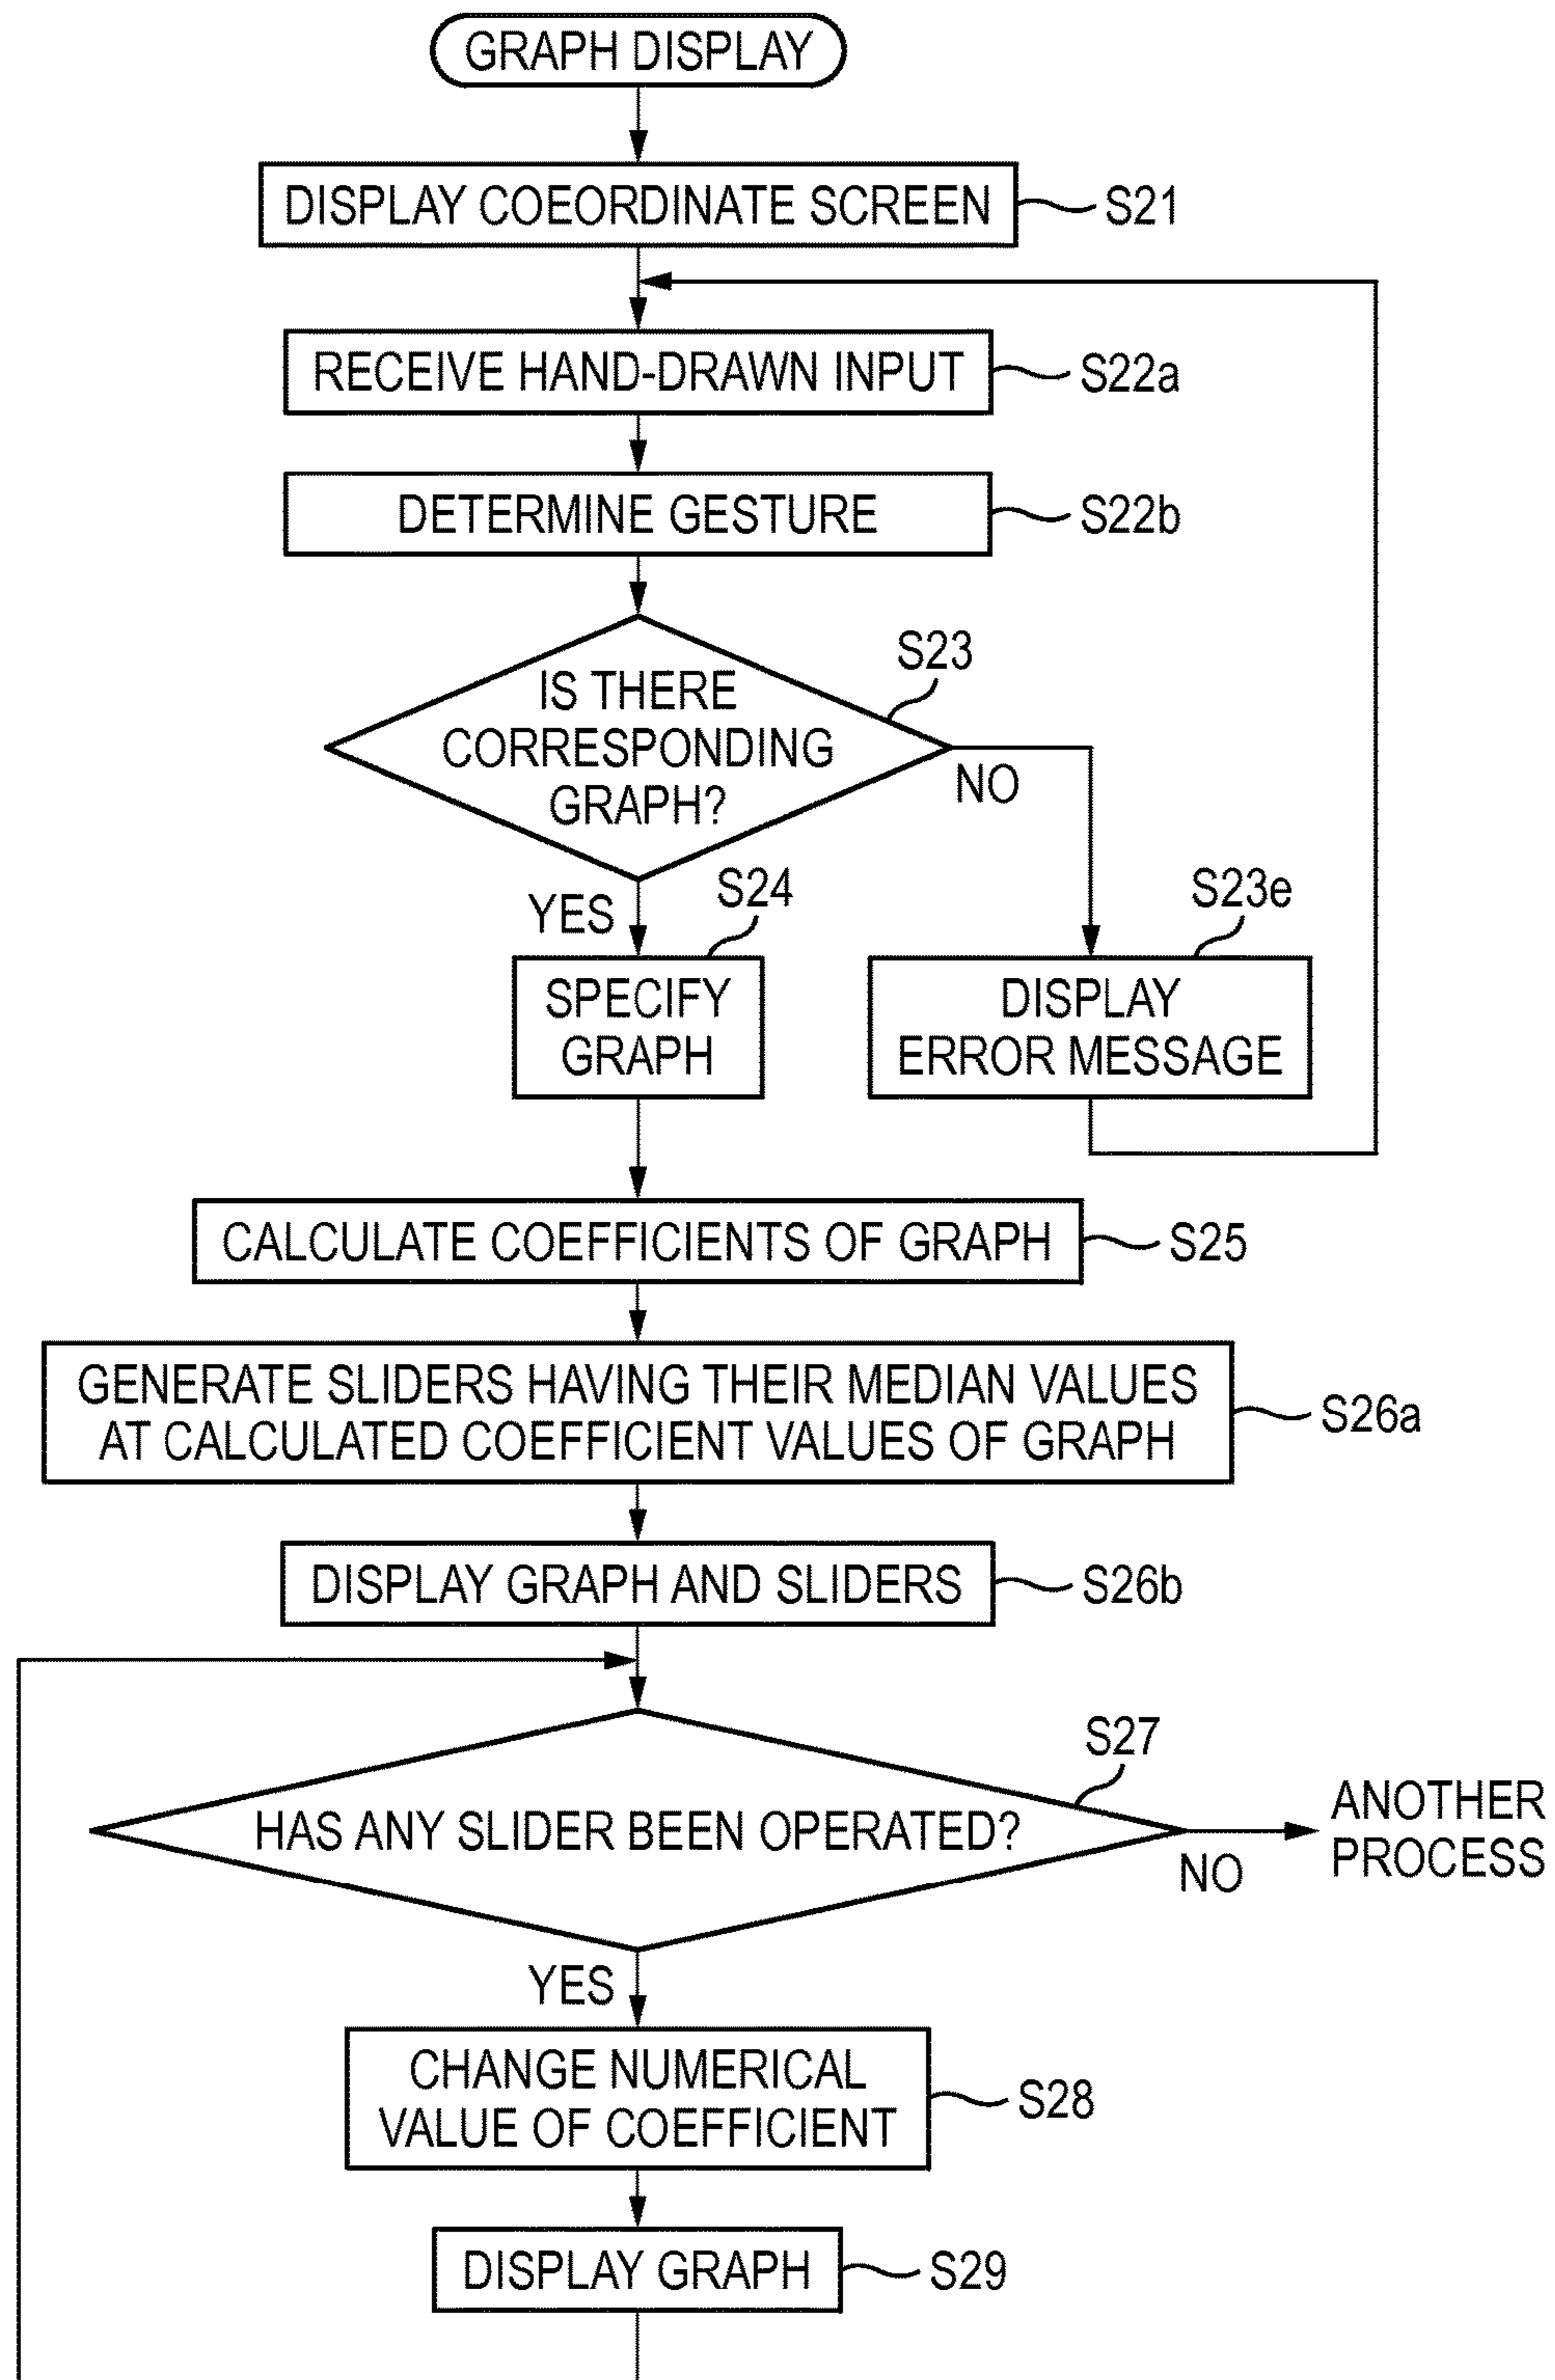 GRAPH DISPLAY
DISPLAY COEORDINATE SCREEN
S21
RECEIVE HAND-DRAWN INPUT
S22a
DETERMINE GESTURE
S22b
S23
IS THERE
CORRESPONDING
GRAPH?
NO
YES
S24
S23e
SPECIFY
GRAPH
DISPLAY
ERROR MESSAGE
CALCULATE COEFFICIENTS OF GRAPH
S25
GENERATE SLIDERS HAVING THEIR MEDIAN VALUES
AT CALCULATED COEFFICIENT VALUES OF GRAPH
S26a
DISPLAY GRAPH AND SLIDERS
S26b
S27
HAS ANY SLIDER BEEN OPERATED?
NO
ANOTHER
PROCESS
YES
CHANGE NUMERICAL
VALUE OF COEFFICIENT
S28
DISPLAY GRAPH
S29